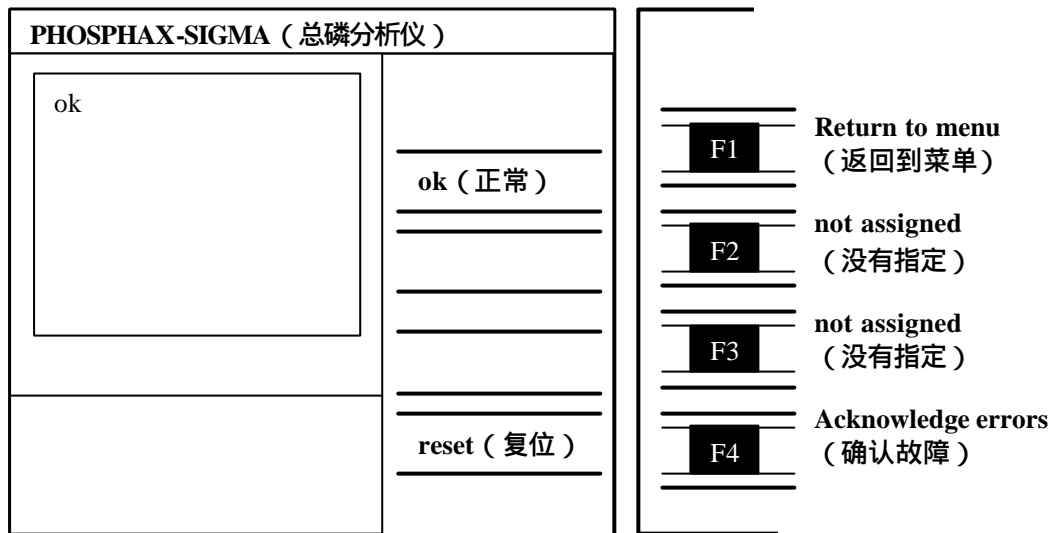 PHOSPHAX-SIGMA（总磷分析仪）
ok
ok（正常）
reset（复位）
F1
Return to menu
（返回到菜单）
F2
not assigned
（没有指定）
F3
not assigned
（没有指定）
F4
Acknowledge errors
（确认故障）